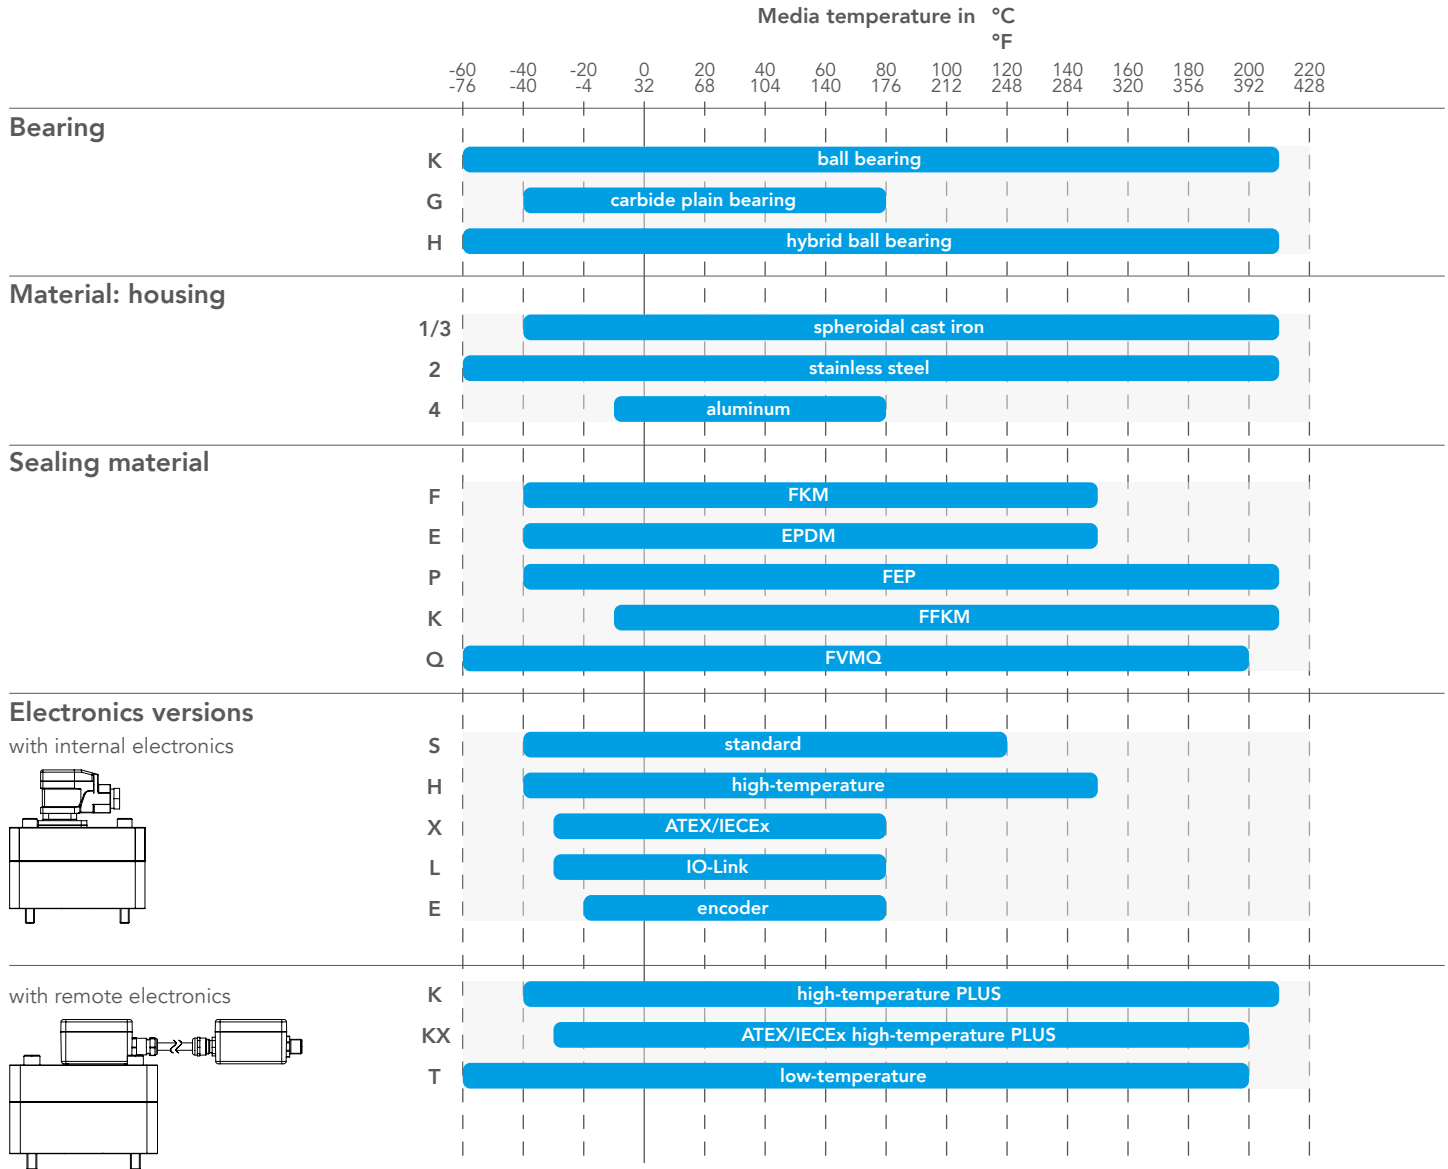 Media temperature in °C
°F
-60 -40 -20 0 20 40 60 80 100 120 140 160 180 200 220
-76 -40 -4 32 68 104 140 176 212 248 284 320 356 392 428
Bearing
K ball bearing
G carbide plain bearing
H hybrid ball bearing
Material: housing
1/3 spheroidal cast iron
2 stainless steel
4 aluminum
Sealing material
F FKM
E EPDM
P FEP
K FFKM
Q FVMQ
Electronics versions
with internal electronics
S standard
H high-temperature
X ATEX/IECEx
L IO-Link
E encoder
with remote electronics
K high-temperature PLUS
KX ATEX/IECEx high-temperature PLUS
T low-temperature